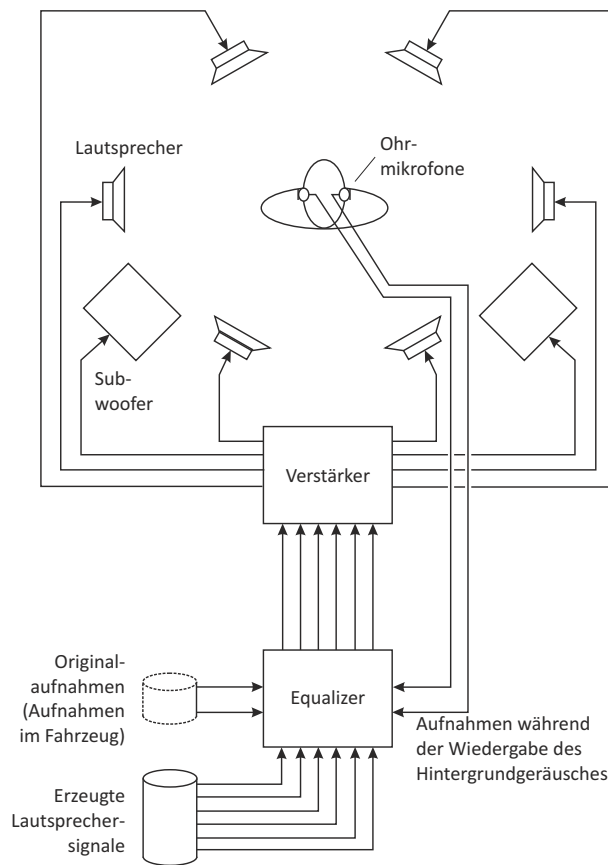 Lautsprecher
Ohr-
mikrofone
Sub-
woofer
Verstärker
Original-
aufnahmen
(Aufnahmen
im Fahrzeug)
Equalizer
Aufnahmen während
der Wiedergabe des
Hintergrundgeräusches
Erzeugte
Lautsprecher-
signale